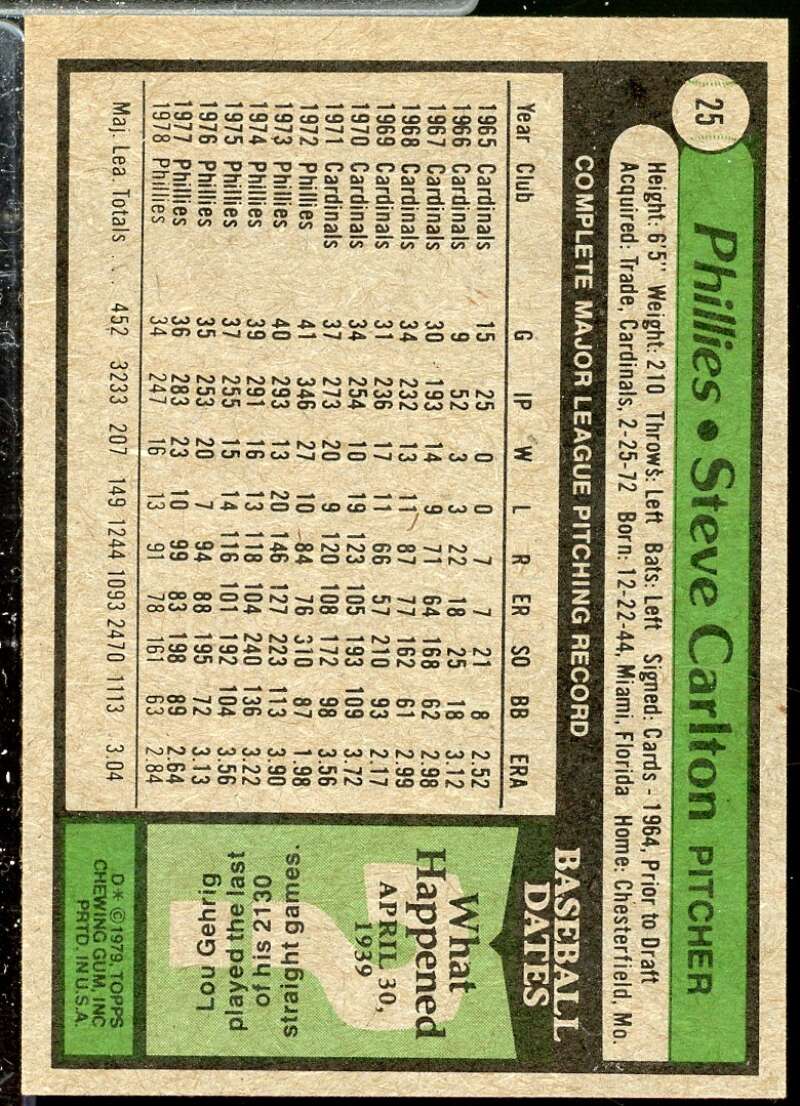 25
Phillies • Steve Carlton PITCHER
Height: 6'5" Weight: 210 Throws: Left Bats: Left Signed: Cards - 1964, Prior to Draft
Acquired: Trade, Cardinals, 2-25-72 Born: 12-22-44, Miami, Florida Home: Chesterfield, Mo.
COMPLETE MAJOR LEAGUE PITCHING RECORD
Year Club G IP W L R ER SO BB ERA
1965 Cardinals 15 25 0 0 7 7 21 8 2.52
1966 Cardinals 9 52 3 3 22 18 25 18 3.12
1967 Cardinals 30 193 14 9 71 64 168 62 2.98
1968 Cardinals 34 232 13 11 87 77 162 61 2.99
1969 Cardinals 31 236 17 11 66 57 210 93 2.17
1970 Cardinals 34 254 10 19 123 105 193 109 3.72
1971 Cardinals 37 273 20 9 120 108 172 98 3.56
1972 Phillies 41 346 27 10 84 76 310 87 1.98
1973 Phillies 40 293 13 20 146 127 223 113 3.90
1974 Phillies 39 291 16 13 118 104 240 136 3.22
1975 Phillies 37 255 15 14 116 101 192 104 3.56
1976 Phillies 35 253 20 7 94 88 195 72 3.13
1977 Phillies 36 283 23 10 99 83 198 89 2.64
1978 Phillies 34 247 16 13 91 78 161 63 2.84
Maj. Lea. Totals . . . 452 3233 207 149 1244 1093 2470 1113 3.04
BASEBALL
DATES
What
Happened
APRIL 30,
1939
Lou Gehrig
played the last
of his 2130
straight games.
D* © 1979, TOPPS
CHEWING GUM, INC
PRTD. IN U.S.A.